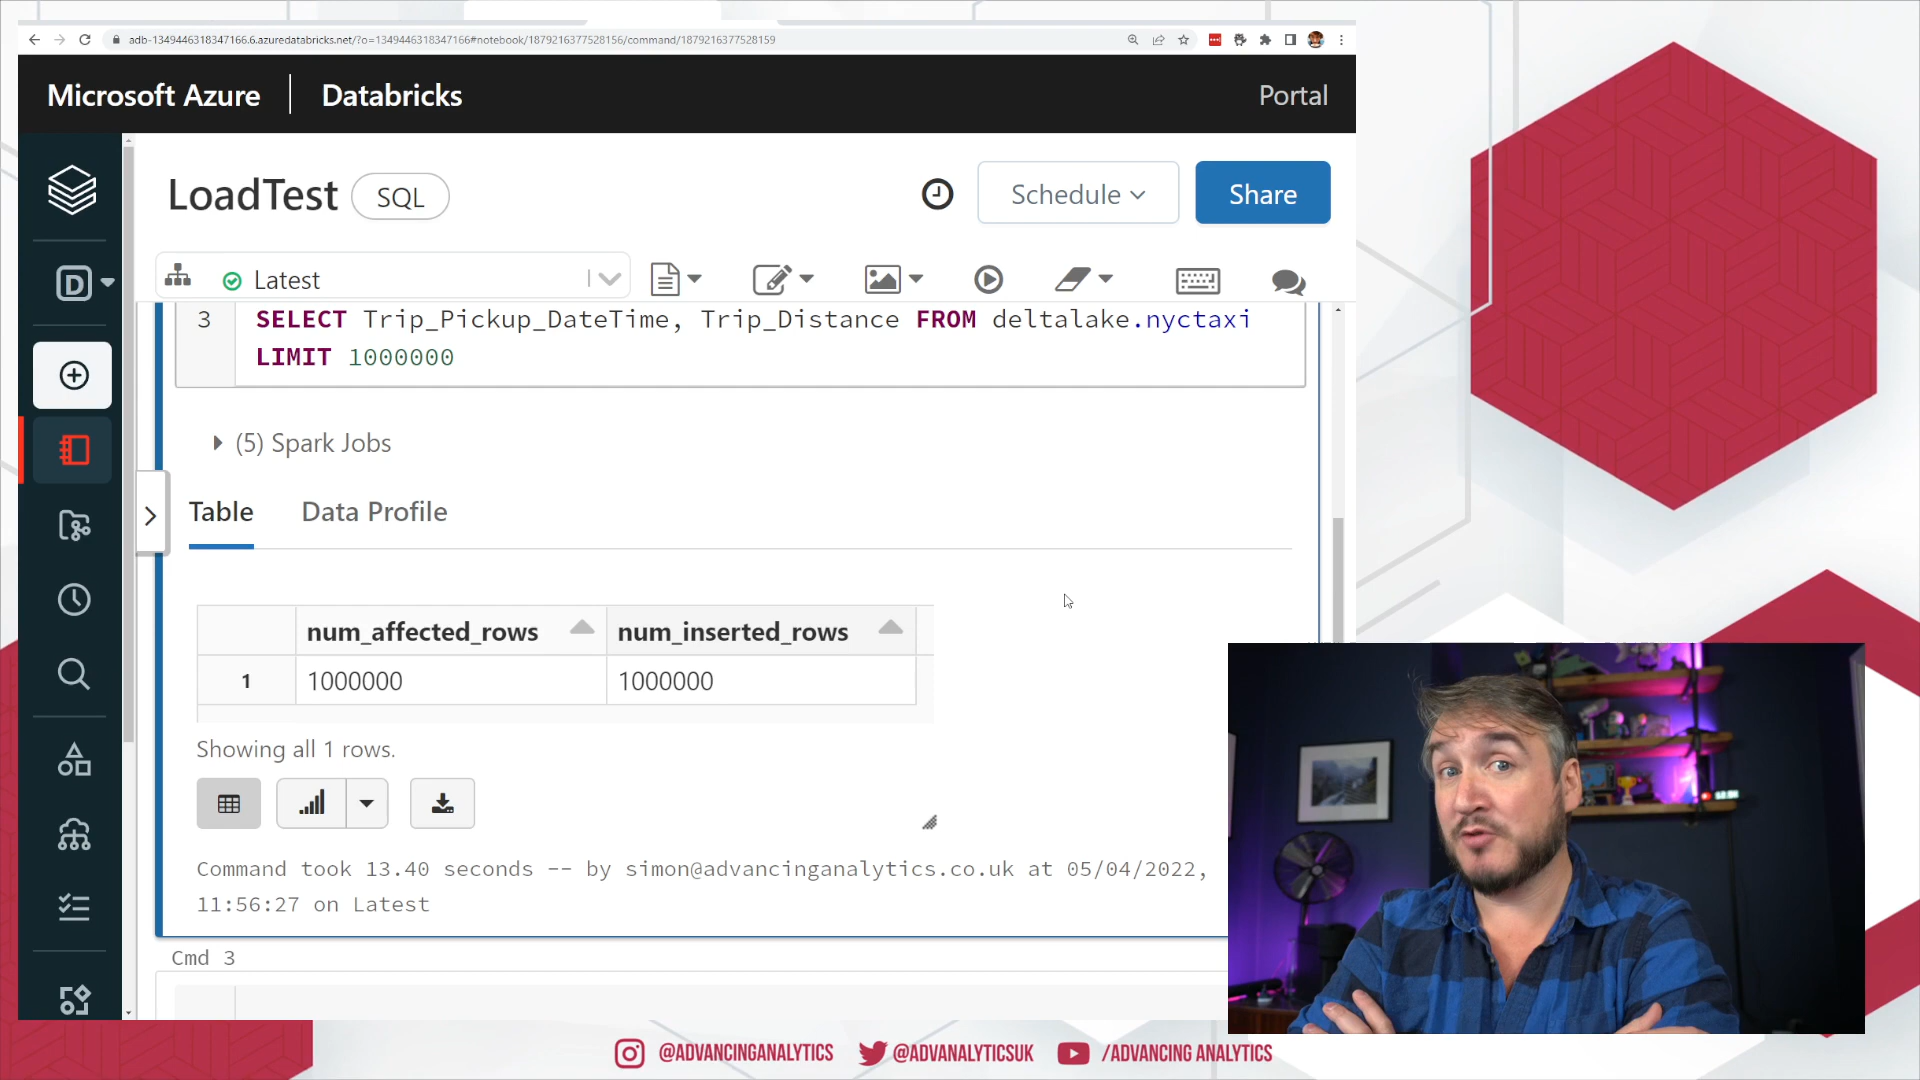 adb-1349446318347166.6.azuredatabricks.net/?o=1349446318347166#notebook/1879216377528156/command/1879216377528159
Microsoft Azure | Databricks
Portal
LoadTest SQL
Schedule
Share
D
Latest
3 SELECT Trip_Pickup_DateTime, Trip_Distance FROM deltalake.nyctaxi
LIMIT 1000000
(5) Spark Jobs
Table Data Profile
num_affected_rows num_inserted_rows
1 1000000 1000000
Showing all 1 rows.
Command took 13.40 seconds -- by simon@advancinganalytics.co.uk at 05/04/2022,
11:56:27 on Latest
Cmd 3
@ADVANCINGANALYTICS @ADVANALYTICSUK /ADVANCING ANALYTICS